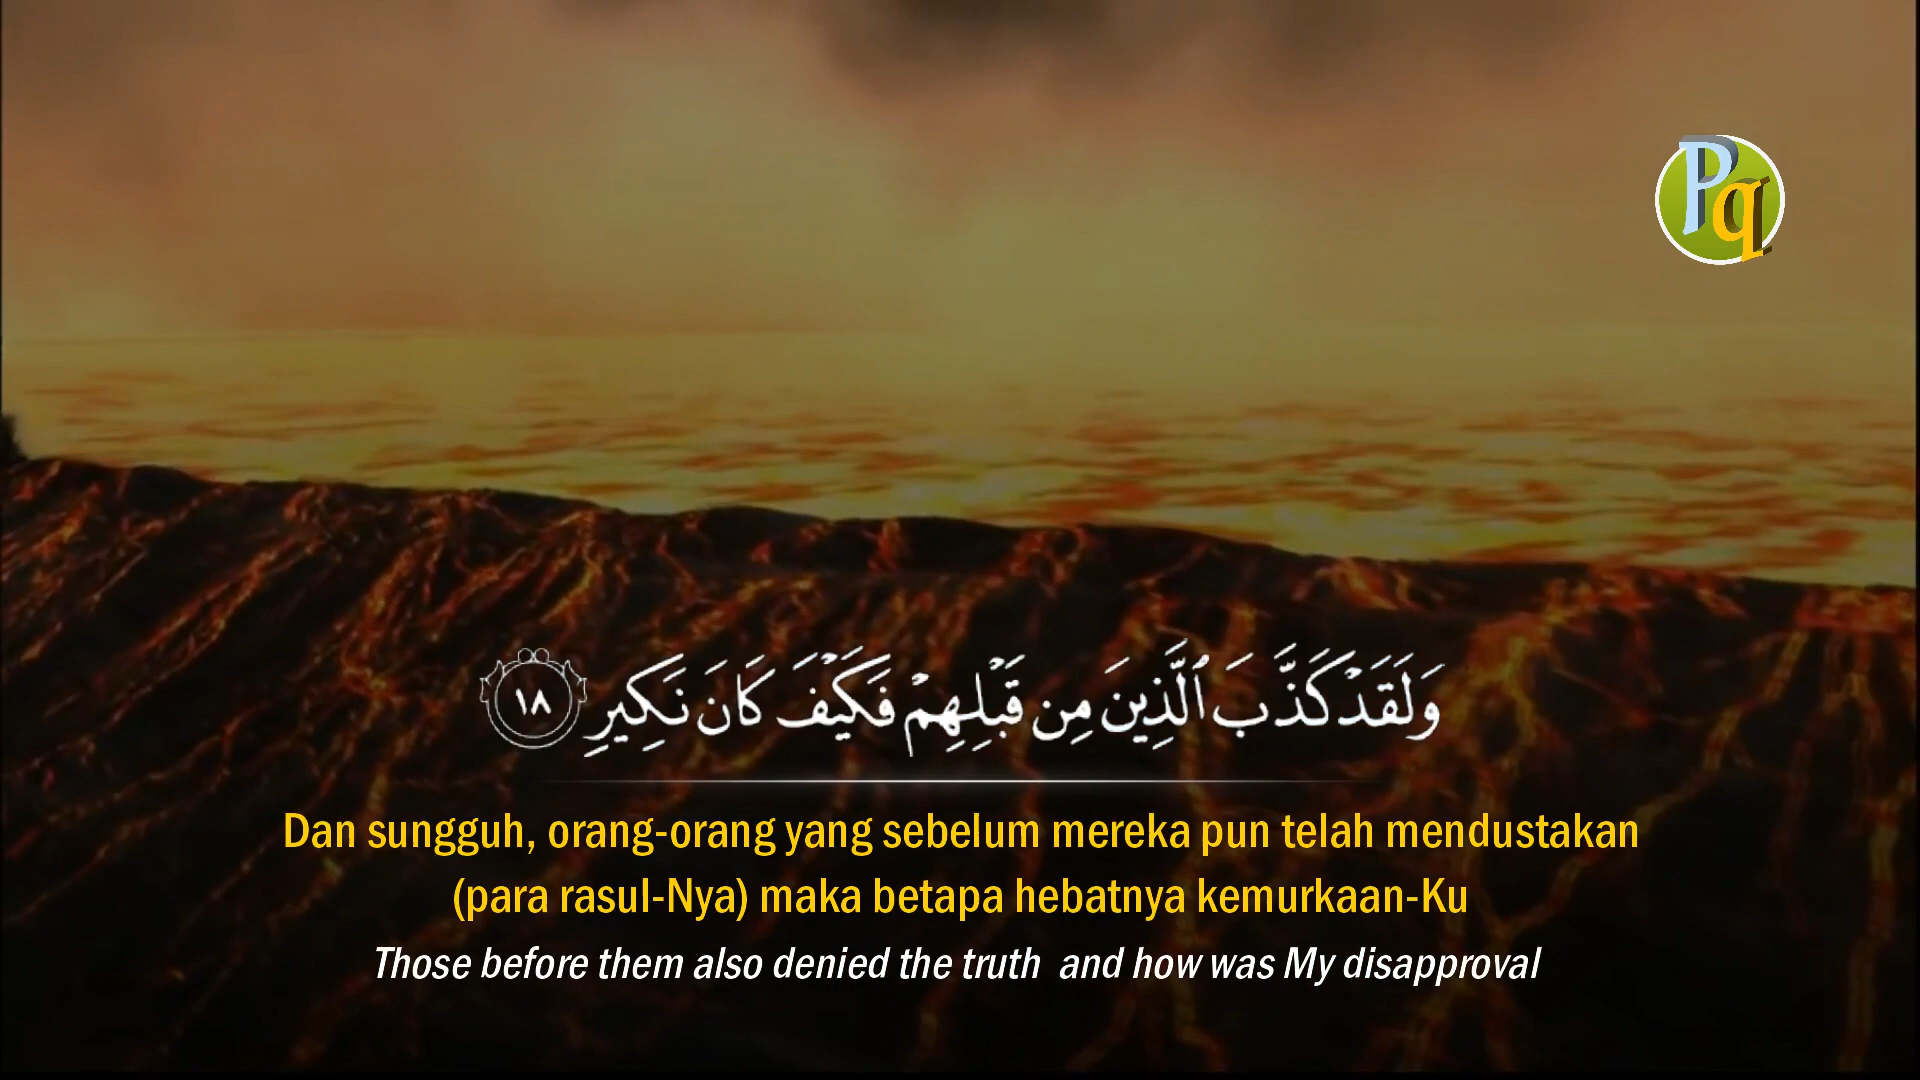 Pq
وَلَقَدْ كَذَّبَ ٱلَّذِينَ مِن قَبْلِهِمْ فَكَيْفَ كَانَ نَكِيرِ ١٨
Dan sungguh, orang-orang yang sebelum mereka pun telah mendustakan
(para rasul-Nya) maka betapa hebatnya kemurkaan-Ku
Those before them also denied the truth  and how was My disapproval